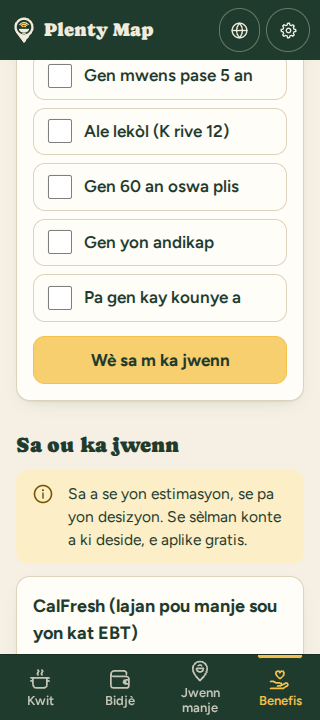 Plenty Map
Gen mwens pase 5 an
Ale lekòl (K rive 12)
Gen 60 an oswa plis
Gen yon andikap
Pa gen kay kounye a
Wè sa m ka jwenn
Sa ou ka jwenn
Sa a se yon estimasyon, se pa
yon desizyon. Se sèlman konte
a ki deside, e aplike gratis.
CalFresh (lajan pou manje sou
yon kat EBT)
Kwit
Bidjè
Jwenn
manje
Benefis